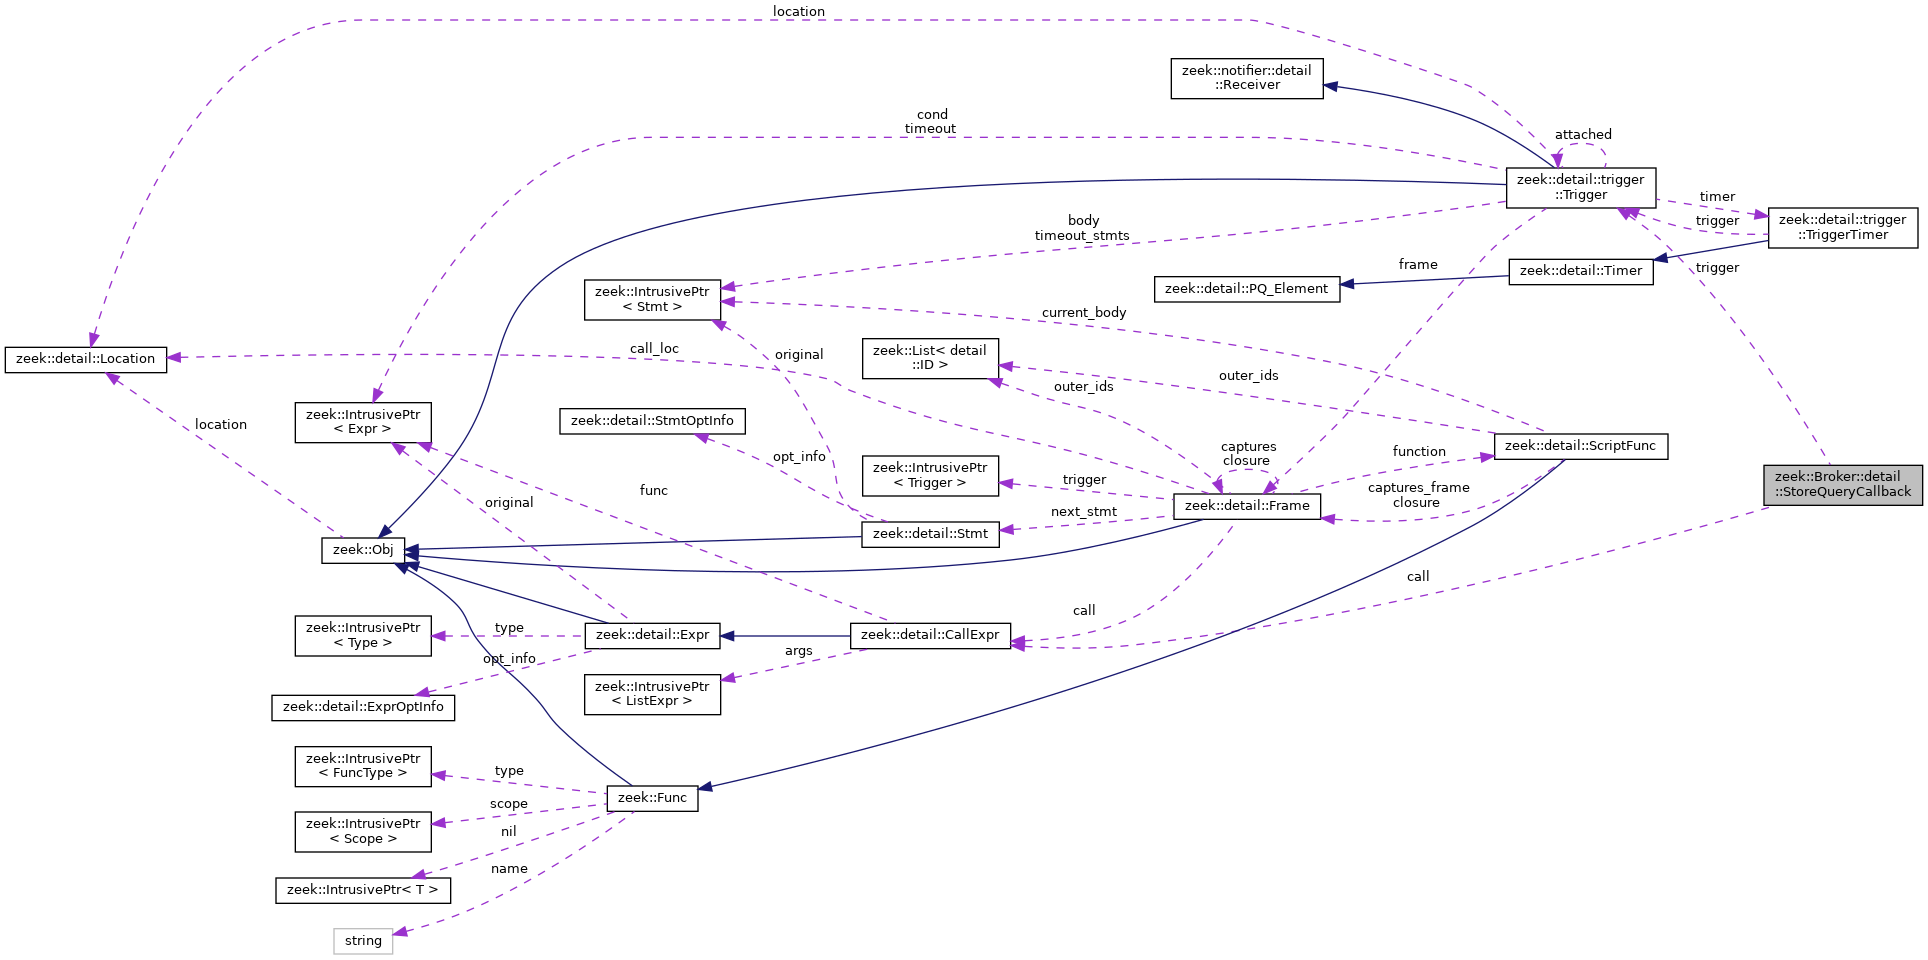 location
zeek::notifier::detail
::Receiver
cond
timeout
attached
zeek::detail::trigger
::Trigger
timer
trigger
zeek::detail::trigger
::TriggerTimer
body
timeout_stmts
frame
zeek::detail::Timer
trigger
zeek::IntrusivePtr
< Stmt >
zeek::detail::PQ_Element
current_body
zeek::detail::Location
call_loc
original
zeek::List< detail
::ID >
outer_ids
outer_ids
zeek::IntrusivePtr
< Expr >
location
zeek::detail::StmtOptInfo
opt_info
captures
closure
function
zeek::detail::ScriptFunc
zeek::IntrusivePtr
< Trigger >
trigger
captures_frame
closure
zeek::Broker::detail
::StoreQueryCallback
original
func
next_stmt
zeek::detail::Frame
zeek::Obj
zeek::detail::Stmt
call
call
zeek::IntrusivePtr
< Type >
type
zeek::detail::Expr
zeek::detail::CallExpr
opt_info
args
zeek::IntrusivePtr
< ListExpr >
zeek::detail::ExprOptInfo
zeek::IntrusivePtr
< FuncType >
type
zeek::Func
scope
zeek::IntrusivePtr
< Scope >
nil
name
zeek::IntrusivePtr< T >
string